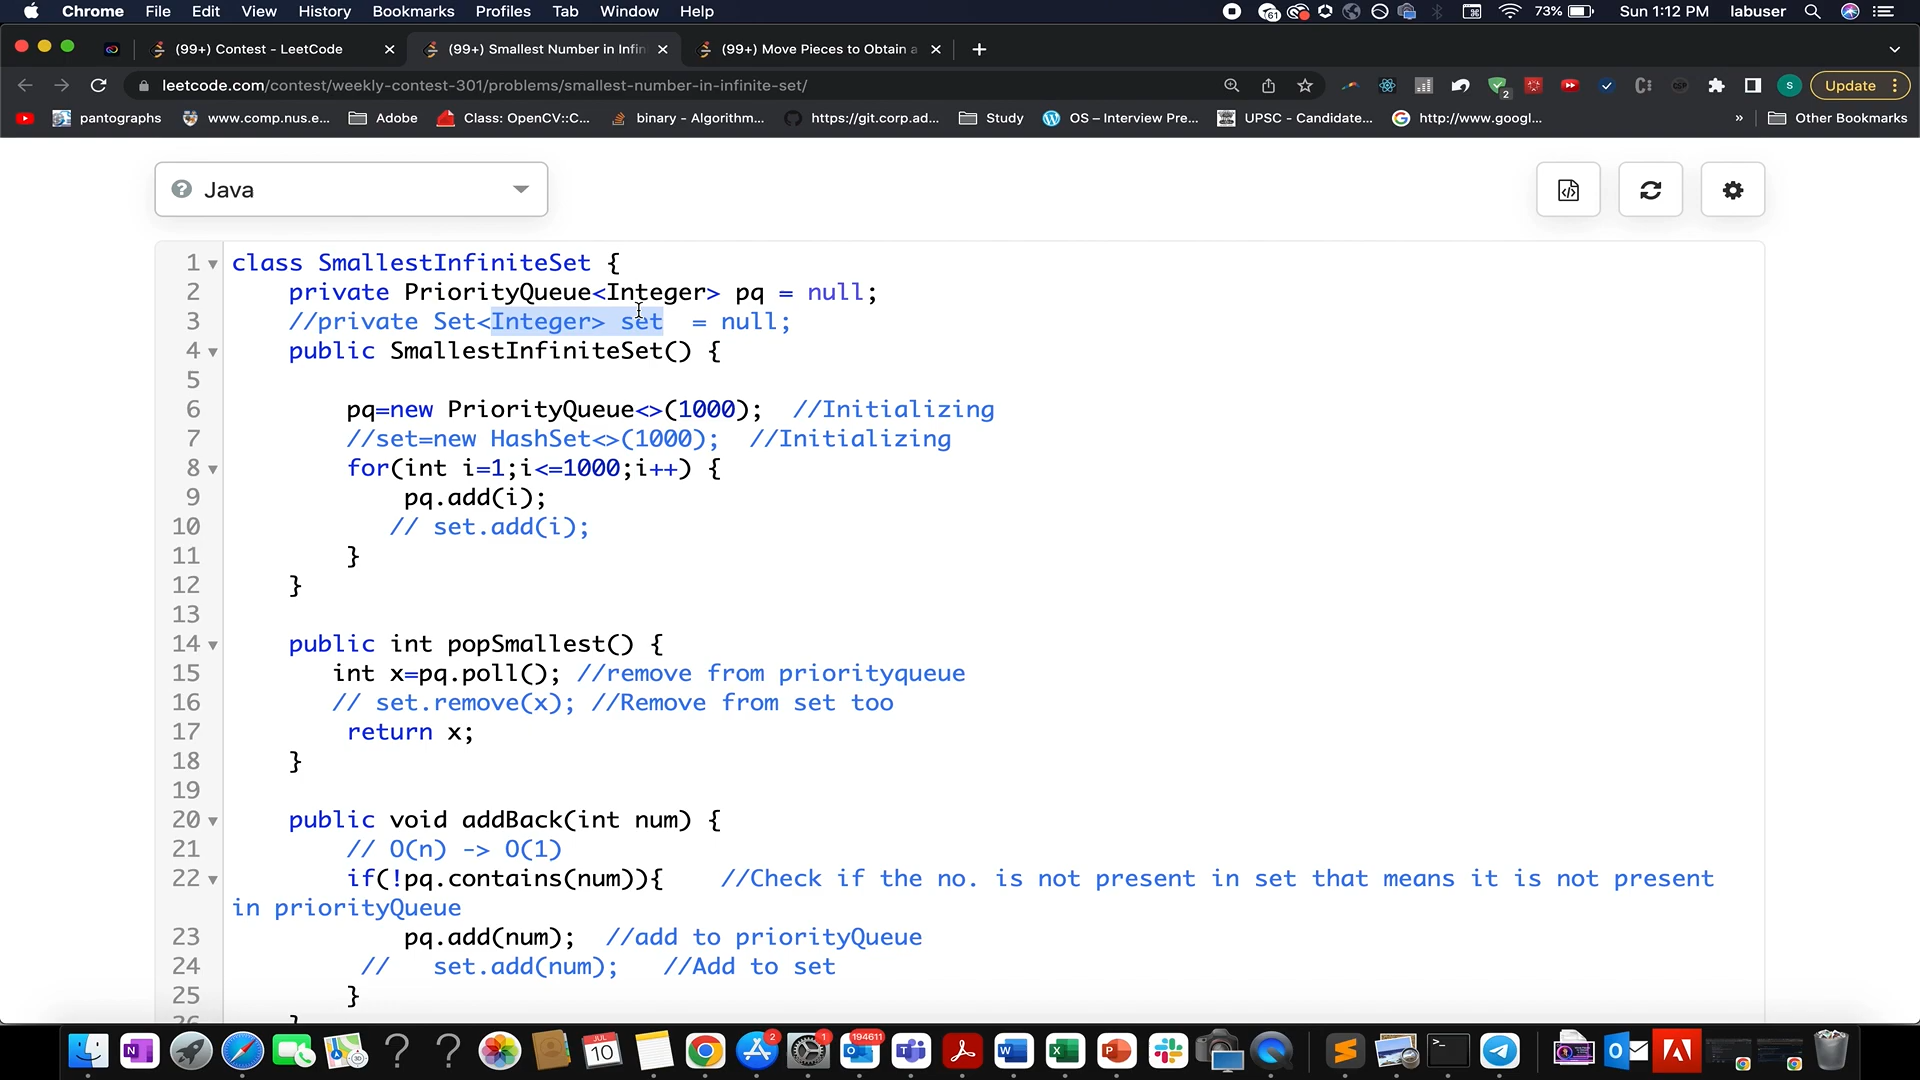 Chrome File Edit View History Bookmarks Profiles Tab Window Help 61 73% Sun 1:12 PM labuser
(99+) Contest - LeetCode (99+) Smallest Number in Infin (99+) Move Pieces to Obtain a
leetcode.com/contest/weekly-contest-301/problems/smallest-number-in-infinite-set/ 2 S Update
pantographs www.comp.nus.e... Adobe Class: OpenCV::C... binary - Algorithm... https://git.corp.ad... Study OS – Interview Pre... UPSC - Candidate... http://www.googl... » Other Bookmarks
Java
1 class SmallestInfiniteSet {
2 private PriorityQueue<Integer> pq = null;
3 //private Set<Integer> set = null;
4 public SmallestInfiniteSet() {
5
6 pq=new PriorityQueue<>(1000); //Initializing
7 //set=new HashSet<>(1000); //Initializing
8 for(int i=1;i<=1000;i++) {
9 pq.add(i);
10 // set.add(i);
11 }
12 }
13
14 public int popSmallest() {
15 int x=pq.poll(); //remove from priorityqueue
16 // set.remove(x); //Remove from set too
17 return x;
18 }
19
20 public void addBack(int num) {
21 // O(n) -> O(1)
22 if(!pq.contains(num)){ //Check if the no. is not present in set that means it is not present
in priorityQueue
23 pq.add(num); //add to priorityQueue
24 // set.add(num); //Add to set
25 }
26 }
JUL 10 2 1 194611